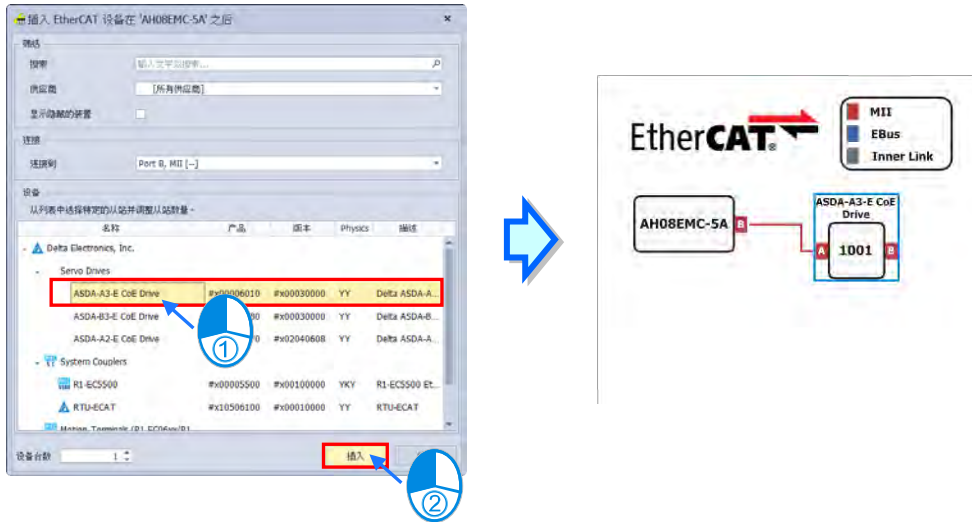 插入 EtherCAT 设备在 'AH08EMC-5A' 之后
筛选
搜索
输入文字以搜索...
供应商
[所有供应商]
显示隐藏的装置
连接
连接到
Port B, MII [--]
设备
从列表中选择特定的从站并调整从站数量。
名称 产品 版本 Physics 描述
Delta Electronics, Inc.
Servo Drives
ASDA-A3-E CoE Drive #x00006010 #x00030000 YY Delta ASDA-A...
ASDA-B3-E CoE Drive #x00030000 YY Delta ASDA-B...
ASDA-A2-E CoE Drive #x02040608 YY Delta ASDA-A...
System Couplers
R1-EC5500 #x00005500 #x00100000 YKY R1-EC5500 Et...
RTU-ECAT #x10506100 #x00010000 YY RTU-ECAT
设备台数 1
插入
①
②
EtherCAT®
MII
EBus
Inner Link
AH08EMC-5A B
ASDA-A3-E CoE
Drive
A 1001 B